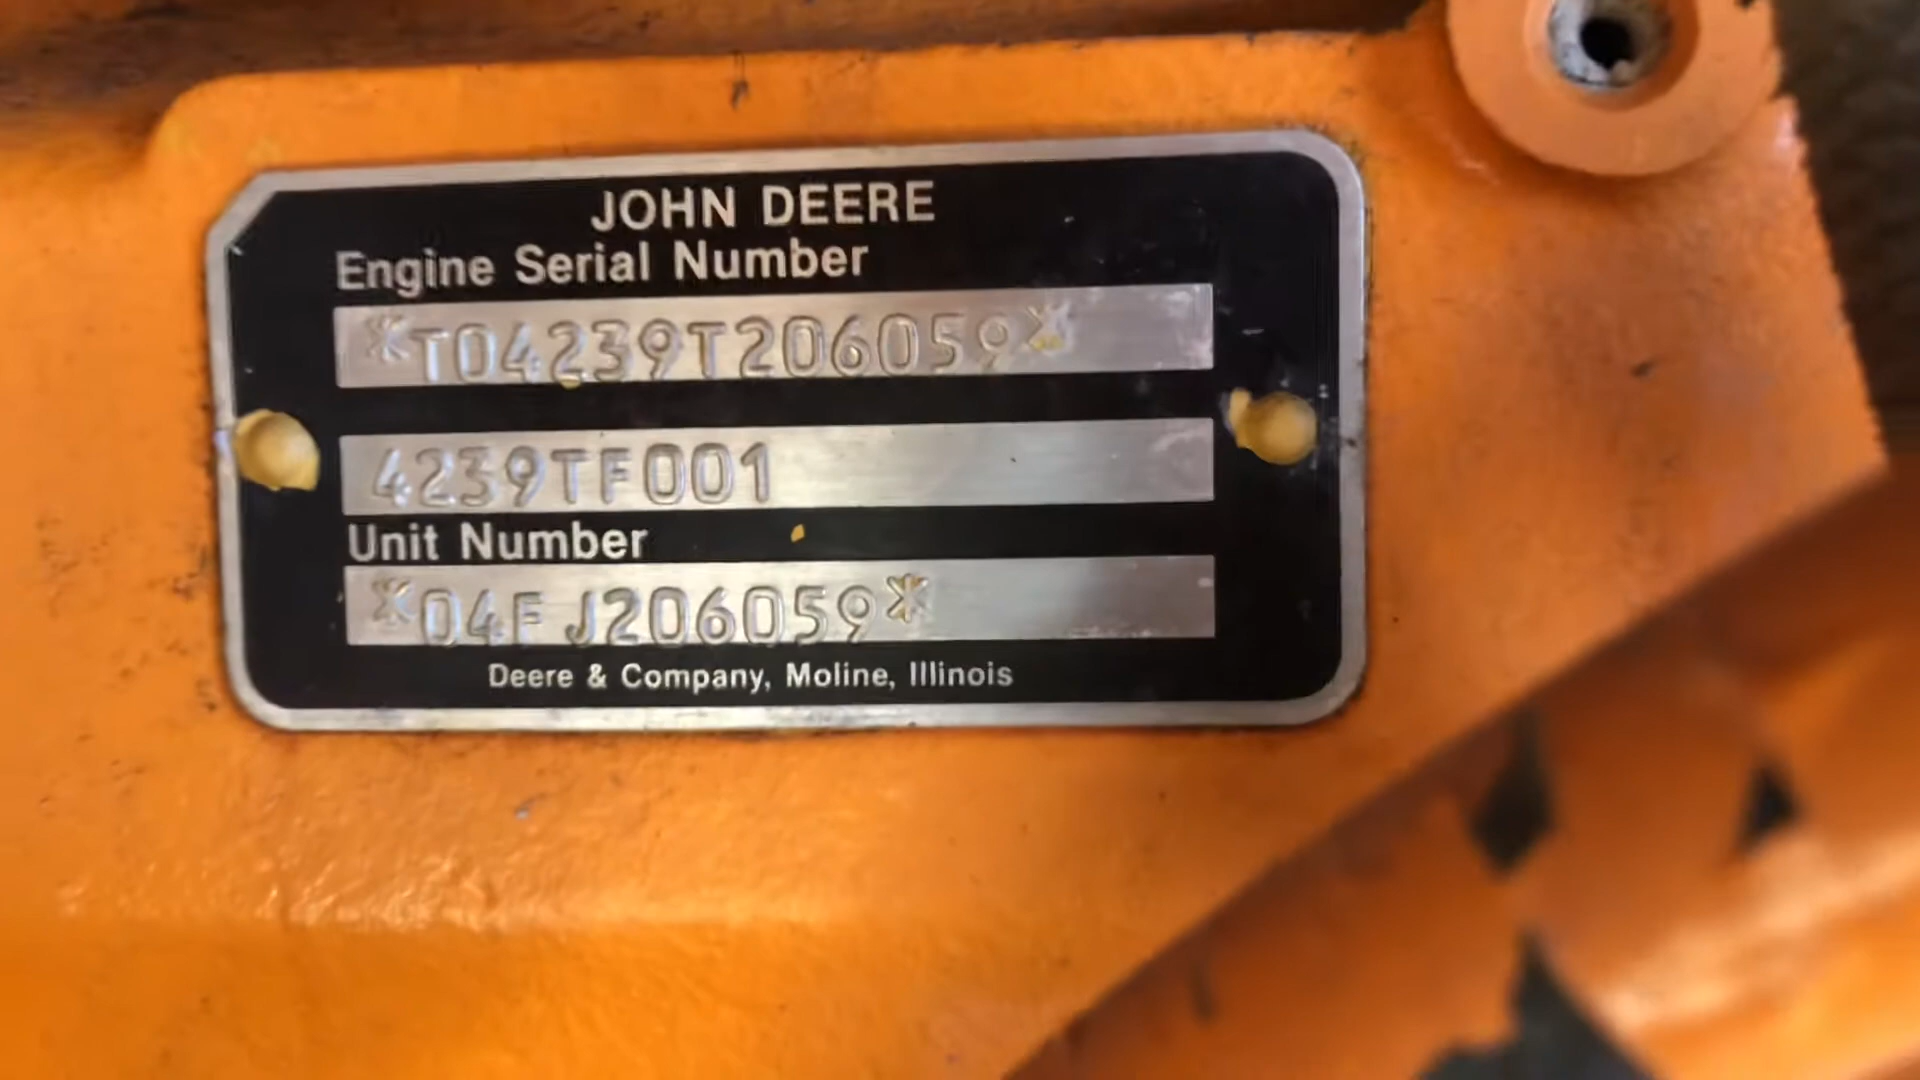 JOHN DEERE
Engine Serial Number
*T04239T206059*
4239TF001
Unit Number
*04F J206059*
Deere & Company, Moline, Illinois